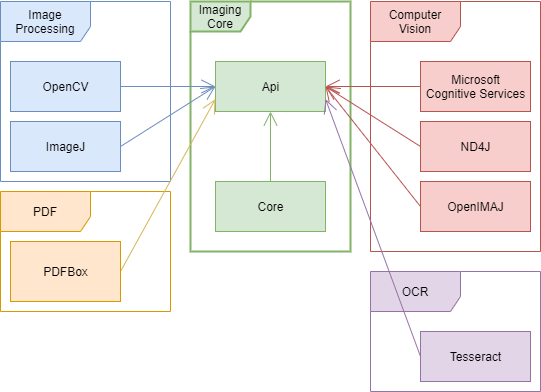 Image
Processing
OpenCV
ImageJ
PDF
PDFBox
Imaging
Core
Api
Core
Computer
Vision
Microsoft
Cognitive Services
ND4J
OpenIMAJ
OCR
Tesseract